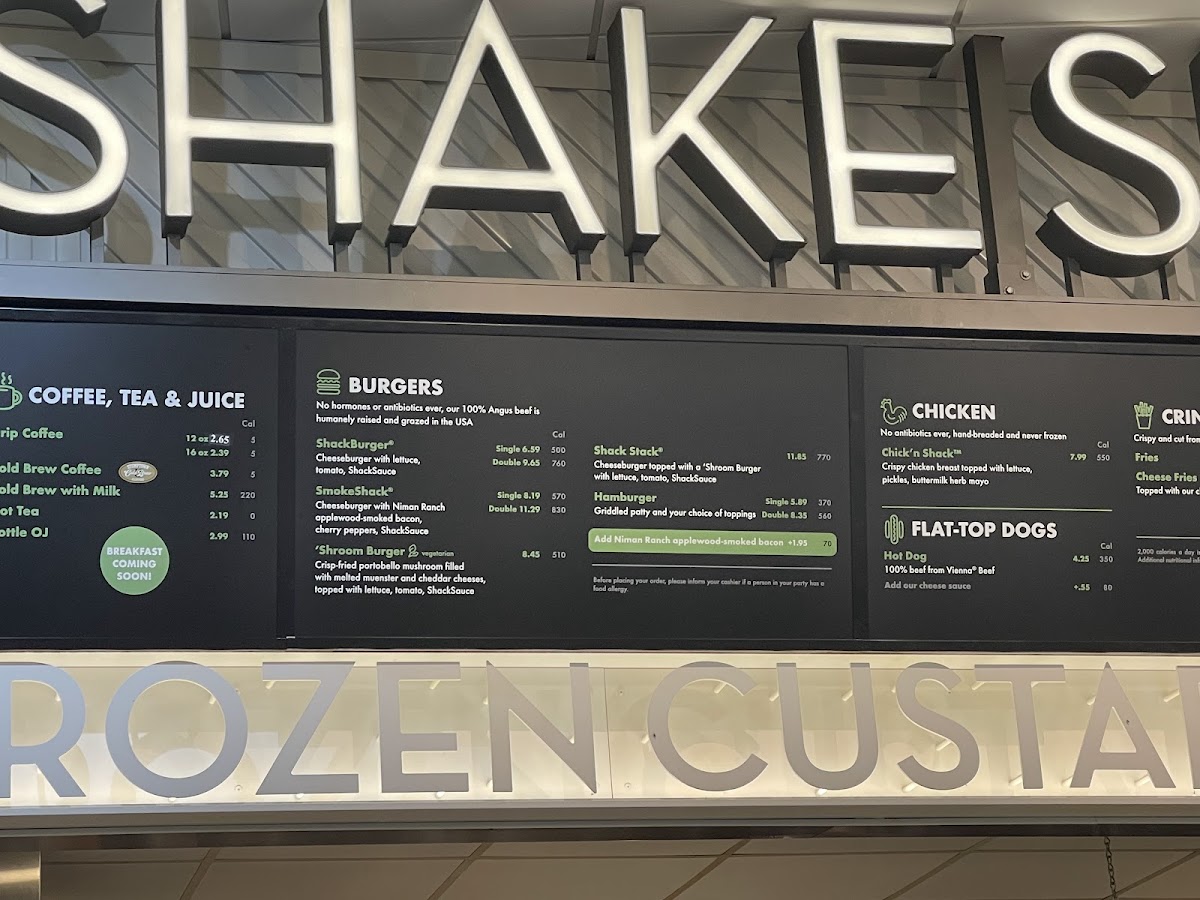 SHAKE S
COFFEE, TEA & JUICE
Cal
rip Coffee
12 oz 2.65 5
16 oz 2.39 5
old Brew Coffee 3.79 5
old Brew with Milk 5.25 220
ot Tea 2.19 0
ottle OJ 2.99 110
BREAKFAST
COMING
SOON!
BURGERS
No hormones or antibiotics ever, our 100% Angus beef is
humanely raised and grazed in the USA
Cal
ShackBurger® Single 6.59 500
Cheeseburger with lettuce, Double 9.65 760
tomato, ShackSauce
SmokeShack® Single 8.19 570
Cheeseburger with Niman Ranch Double 11.29 830
applewood-smoked bacon,
cherry peppers, ShackSauce
'Shroom Burger vegetarian 8.45 510
Crisp-fried portobello mushroom filled
with melted muenster and cheddar cheeses,
topped with lettuce, tomato, ShackSauce
Cal
Shack Stack® 11.85 770
Cheeseburger topped with a 'Shroom Burger
with lettuce, tomato, ShackSauce
Hamburger Single 5.89 370
Griddled patty and your choice of toppings Double 8.35 560
Add Niman Ranch applewood-smoked bacon +1.95 70
Before placing your order, please inform your cashier if a person in your party has a
food allergy.
CHICKEN
No antibiotics ever, hand-breaded and never frozen
Cal
Chick'n Shack™ 7.99 550
Crispy chicken breast topped with lettuce,
pickles, buttermilk herb mayo
FLAT-TOP DOGS
Cal
Hot Dog 4.25 350
100% beef from Vienna® Beef
Add our cheese sauce +.55 80
CRIN
Crispy and cut from
Fries
Cheese Fries
Topped with our c
2,000 calories a day i
Additional nutritional inf
ROZEN CUSTAR